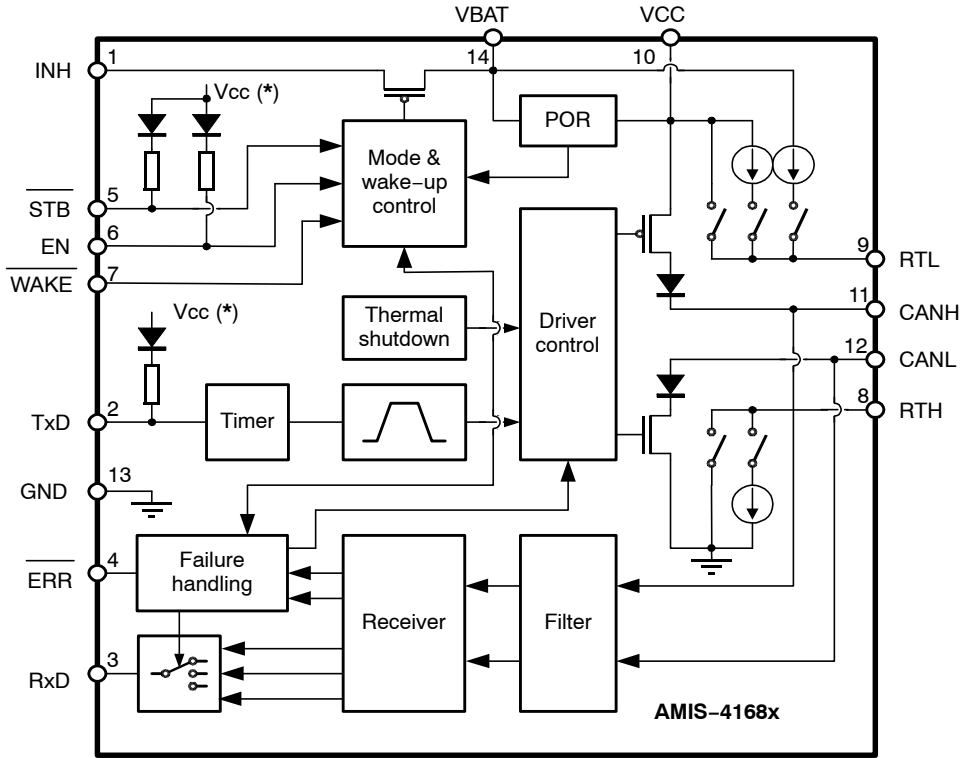 VBAT
VCC
INH
1
14
10
Vcc (*)
POR
Mode &
wake−up
control
STB
5
EN
6
WAKE
7
9
RTL
11
CANH
12
CANL
8
RTH
Vcc (*)
Thermal
shutdown
Driver
control
TxD
2
Timer
GND
13
ERR
4
Failure
handling
Receiver
Filter
RxD
3
AMIS−4168x